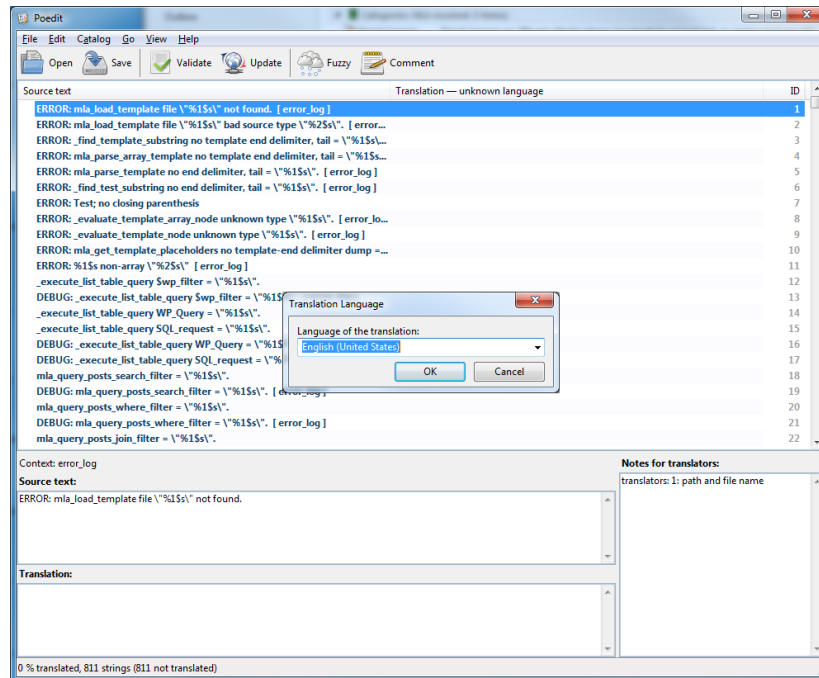 Poedit
File Edit Catalog Go View Help
Open Save Validate Update Fuzzy Comment
Source text Translation — unknown language ID
ERROR: mla_load_template file \"%1$s\" not found. [ error_log ] 1
ERROR: mla_load_template file \"%1$s\" bad source type \"%2$s\". [ error... 2
ERROR: _find_template_substring no template end delimiter, tail = \"%1$s\... 3
ERROR: mla_parse_array_template no template end delimiter, tail = \"%1$s... 4
ERROR: mla_parse_template no end delimiter, tail = \"%1$s\". [ error_log ] 5
ERROR: _find_test_substring no end delimiter, tail = \"%1$s\". [ error_log ] 6
ERROR: Test; no closing parenthesis 7
ERROR: _evaluate_template_array_node unknown type \"%1$s\". [ error_lo... 8
ERROR: _evaluate_template_node unknown type \"%1$s\". [ error_log ] 9
ERROR: mla_get_template_placeholders no template-end delimiter dump =... 10
ERROR: %1$s non-array \"%2$s\" [ error_log ] 11
_execute_list_table_query $wp_filter = \"%1$s\". 12
DEBUG: _execute_list_table_query $wp_filter = \"%1$ 13
_execute_list_table_query WP_Query = \"%1$s\". 14
_execute_list_table_query SQL_request = \"%1$s\". 15
DEBUG: _execute_list_table_query WP_Query = \"%1$ 16
DEBUG: _execute_list_table_query SQL_request = \"% 17
mla_query_posts_search_filter = \"%1$s\". 18
DEBUG: mla_query_posts_search_filter = \"%1$s\". [ error_log ] 19
mla_query_posts_where_filter = \"%1$s\". 20
DEBUG: mla_query_posts_where_filter = \"%1$s\". [ error_log ] 21
mla_query_posts_join_filter = \"%1$s\". 22
Translation Language
Language of the translation:
English (United States)
OK Cancel
Context: error_log
Notes for translators:
Source text:
translators: 1: path and file name
ERROR: mla_load_template file \"%1$s\" not found.
Translation:
0 % translated, 811 strings (811 not translated)